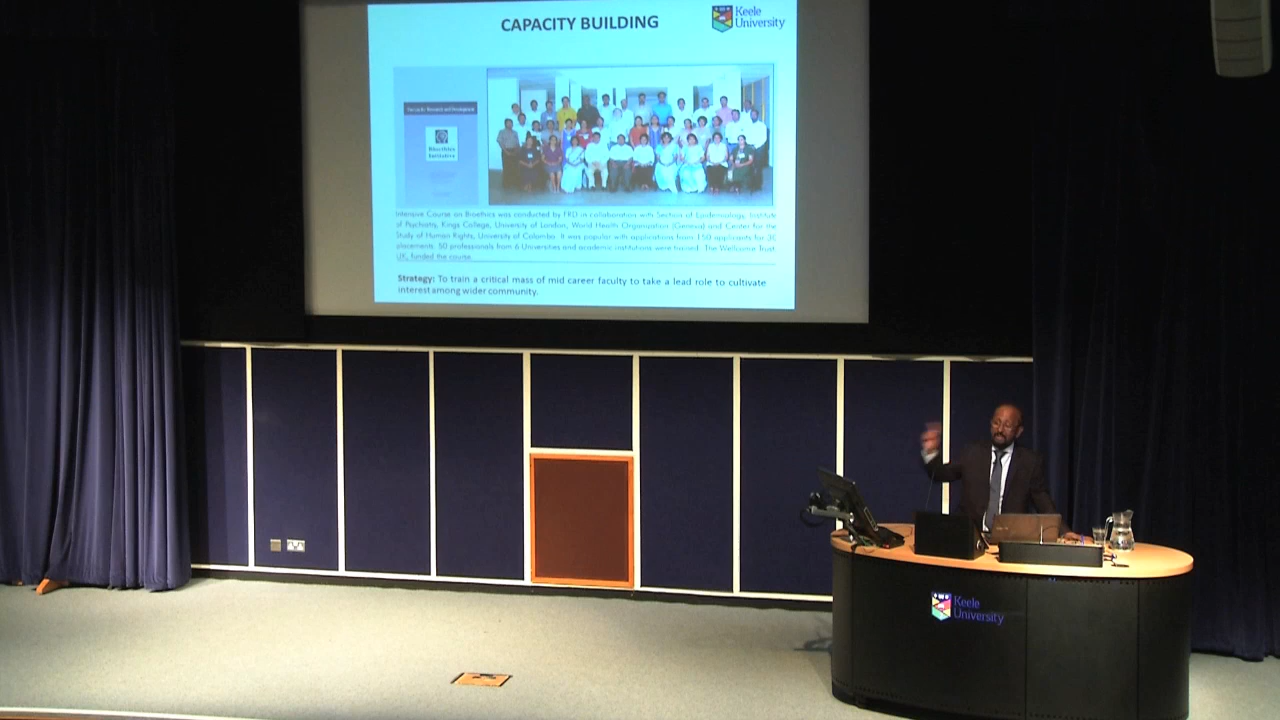 CAPACITY BUILDING
Keele
University
Bioethics
Initiative
Intensive Course on Bioethics was conducted by FRD in collaboration with Section of Epidemiology, Institute
of Psychiatry, Kings College, University of London, World Health Organization (Geneva) and Center for the
Study of Human Rights, University of Colombo. It was popular with applications from 150 applicants for 30
placements. 50 professionals from 6 Universities and academic institutions were trained. The Wellcome Trust,
UK, funded the course.
Strategy: To train a critical mass of mid career faculty to take a lead role to cultivate
interest among wider community.
Keele
University